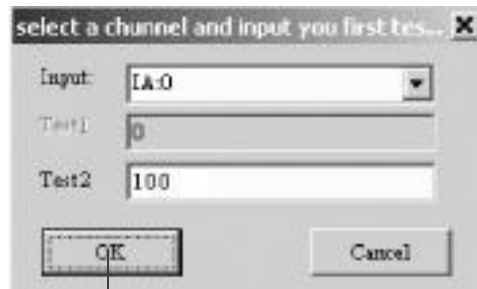 select a chunnel and input you first tes...
Input: IA:0
Test1 0
Test2 100
OK Cancel